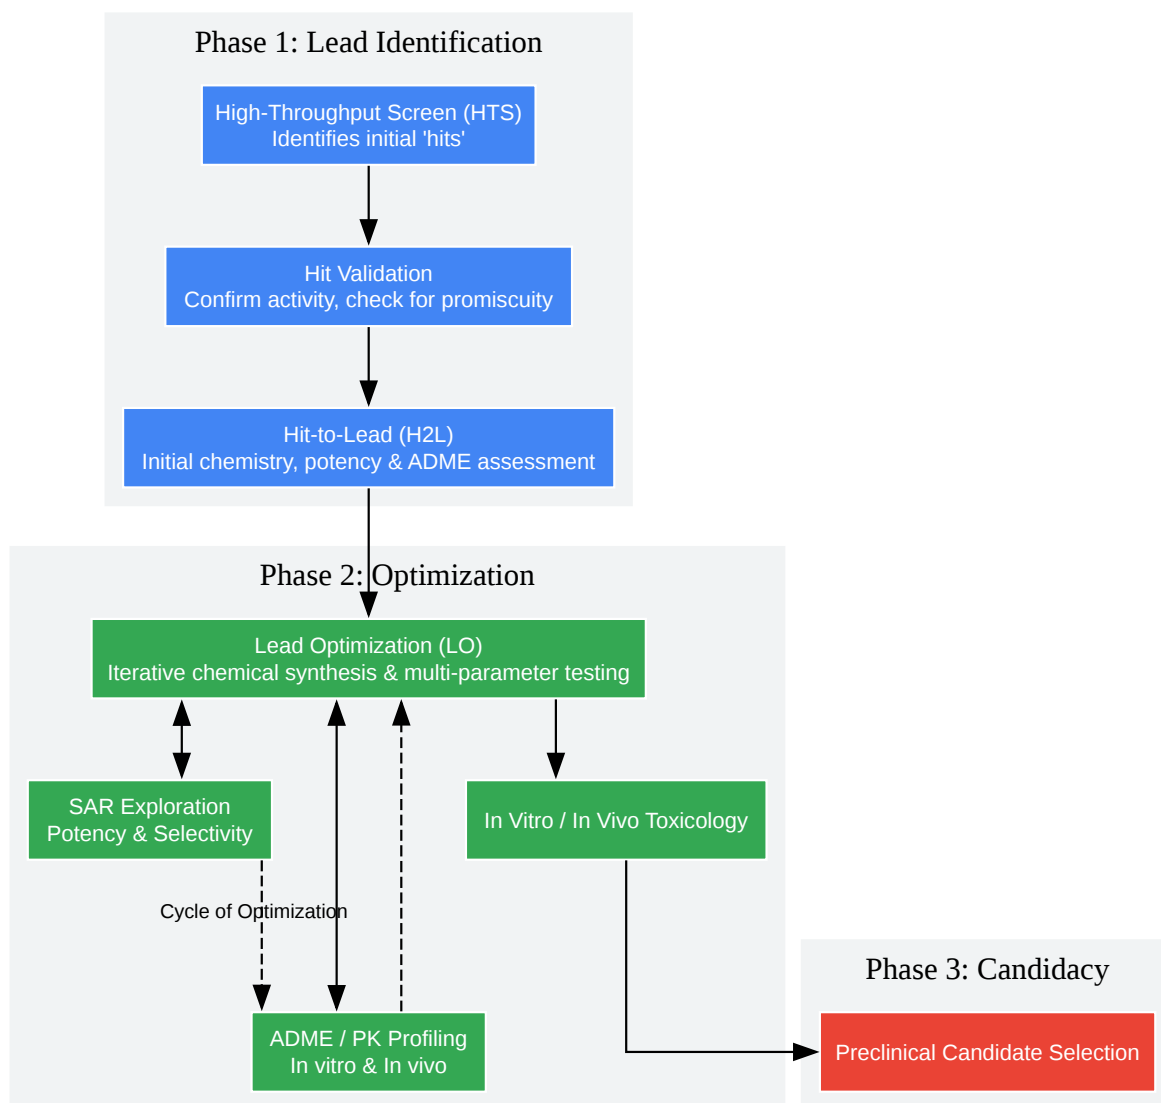 Phase 1: Lead Identification
High-Throughput Screen (HTS)
Identifies initial 'hits'
Hit Validation
Confirm activity, check for promiscuity
Hit-to-Lead (H2L)
Initial chemistry, potency & ADME assessment
Phase 2: Optimization
Lead Optimization (LO)
Iterative chemical synthesis & multi-parameter testing
SAR Exploration
Potency & Selectivity
In Vitro / In Vivo Toxicology
Cycle of Optimization
ADME / PK Profiling
In vitro & In vivo
Phase 3: Candidacy
Preclinical Candidate Selection